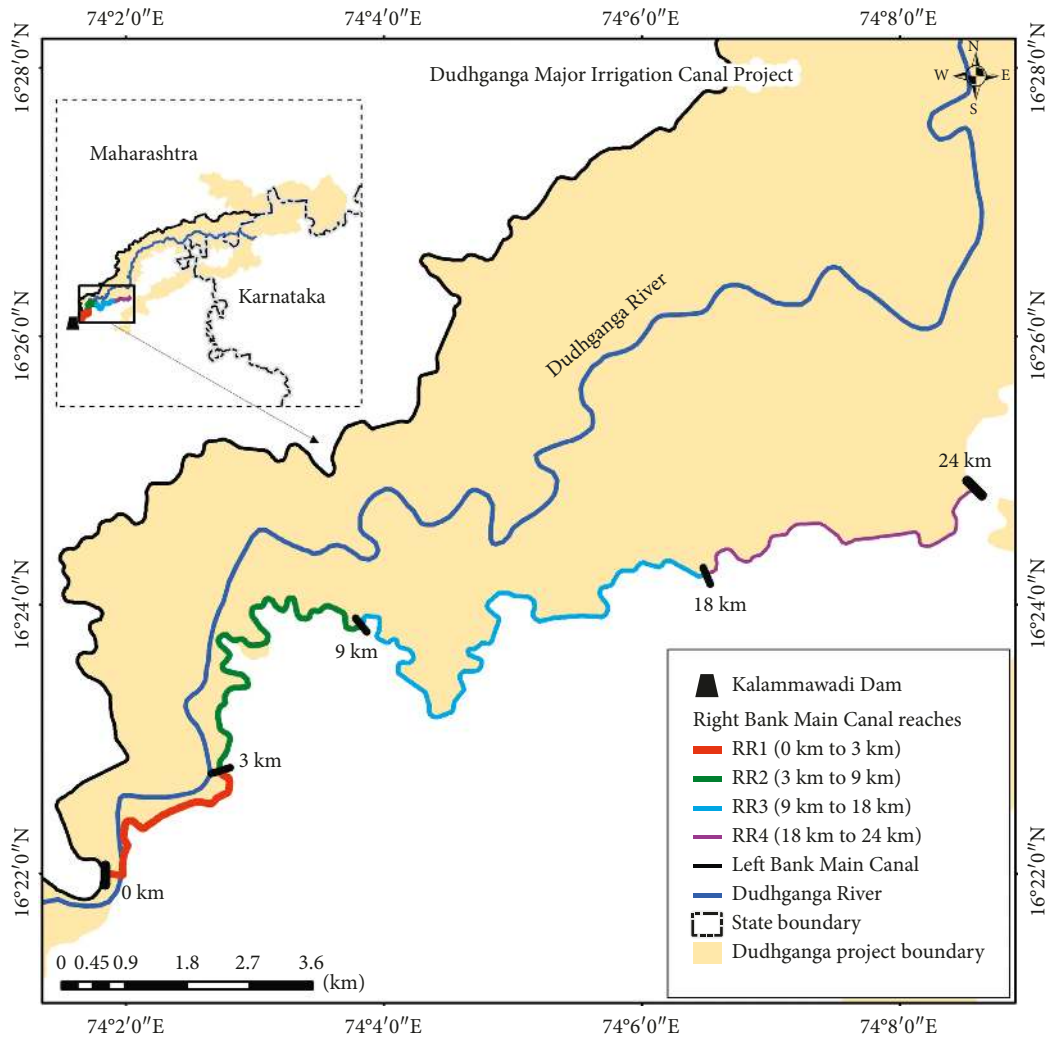 74°2′0″E 74°4′0″E 74°6′0″E 74°8′0″E
16°28′0″N
16°28′0″N
Dudhganga Major Irrigation Canal Project
N
W E
S
Maharashtra
Karnataka
Dudhganga River
16°26′0″N
16°26′0″N
24 km
16°24′0″N
16°24′0″N
18 km
9 km
3 km
0 km
Kalammawadi Dam
Right Bank Main Canal reaches
RR1 (0 km to 3 km)
RR2 (3 km to 9 km)
RR3 (9 km to 18 km)
RR4 (18 km to 24 km)
Left Bank Main Canal
Dudhganga River
State boundary
Dudhganga project boundary
16°22′0″N
16°22′0″N
0 0.45 0.9 1.8 2.7 3.6
(km)
74°2′0″E 74°4′0″E 74°6′0″E 74°8′0″E